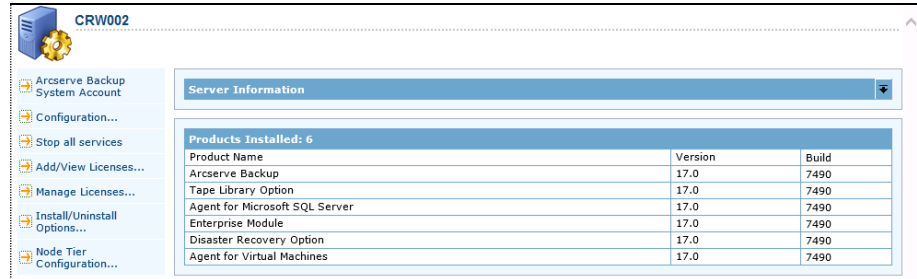 CRW002
Arcserve Backup
System Account
Configuration...
Stop all services
Add/View Licenses...
Manage Licenses...
Install/Uninstall
Options...
Node Tier
Configuration...
Server Information
Products Installed: 6
Product Name Version Build
Arcserve Backup 17.0 7490
Tape Library Option 17.0 7490
Agent for Microsoft SQL Server 17.0 7490
Enterprise Module 17.0 7490
Disaster Recovery Option 17.0 7490
Agent for Virtual Machines 17.0 7490